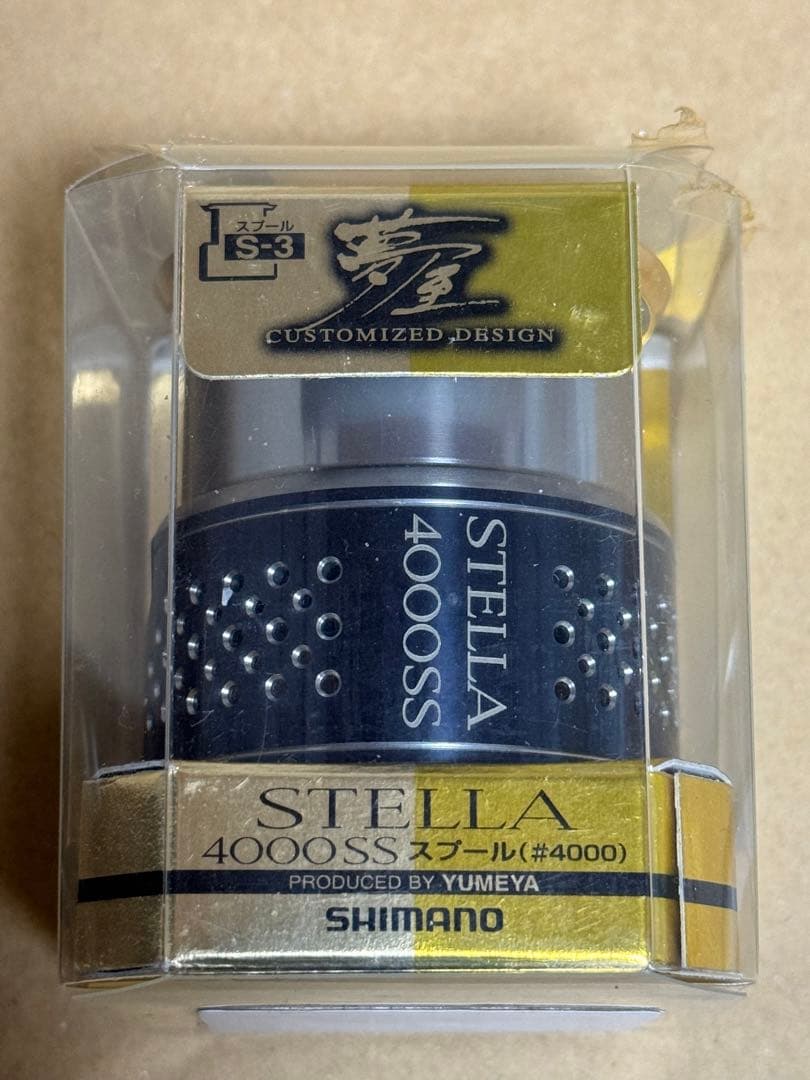 スプール
S-3
夢屋
CUSTOMIZED DESIGN
STELLA
4000SS
STELLA
4000SS スプール(#4000)
PRODUCED BY YUMEYA
SHIMANO